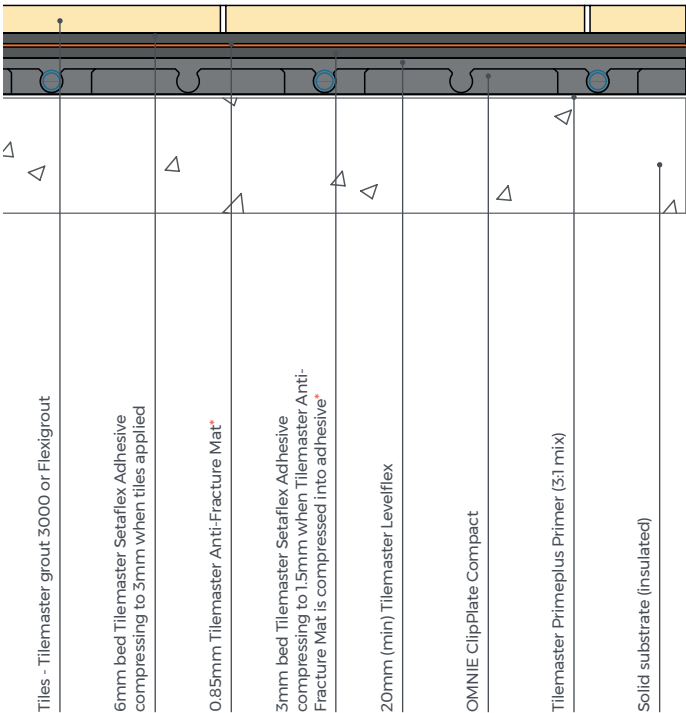 Tiles - Tilemaster grout 3000 or Flexigrout
6mm bed Tilemaster Setaflex Adhesive
compressing to 3mm when tiles applied
0.85mm Tilemaster Anti-Fracture Mat*
3mm bed Tilemaster Setaflex Adhesive
compressing to 1.5mm when Tilemaster Anti-
Fracture Mat is compressed into adhesive*
20mm (min) Tilemaster Levelflex
OMNIE ClipPlate Compact
Tilemaster Primeplus Primer (3:1 mix)
Solid substrate (insulated)